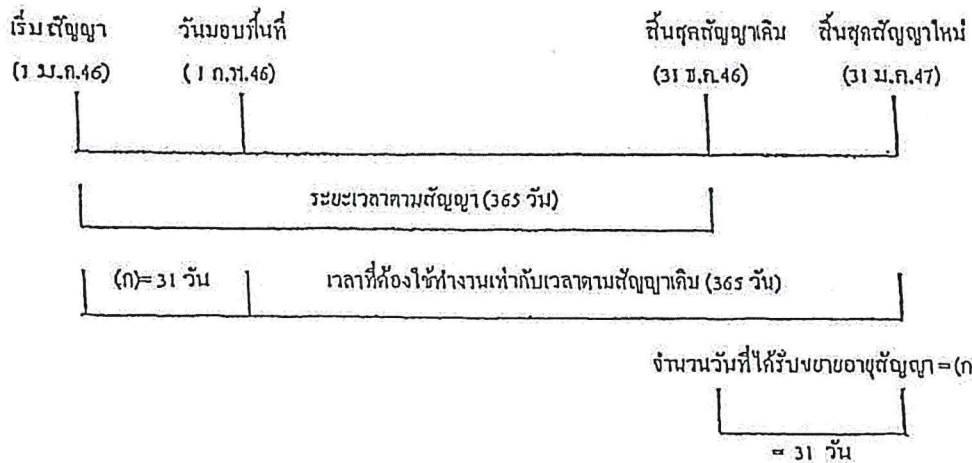 เริ่มสัญญา วันมอบพื้นที่ สิ้นสุดสัญญาเดิม สิ้นสุดสัญญาใหม่
(1 ม.ค.46) (1 ก.พ.46) (31 ธ.ค.46) (31 ม.ค.47)
ระยะเวลาตามสัญญา (365 วัน)
(ก)= 31 วัน เวลาที่ต้องใช้ทำงานเท่ากับเวลาตามสัญญาเดิม (365 วัน)
จำนวนวันที่ได้รับขยายอายุสัญญา = (ก
= 31 วัน